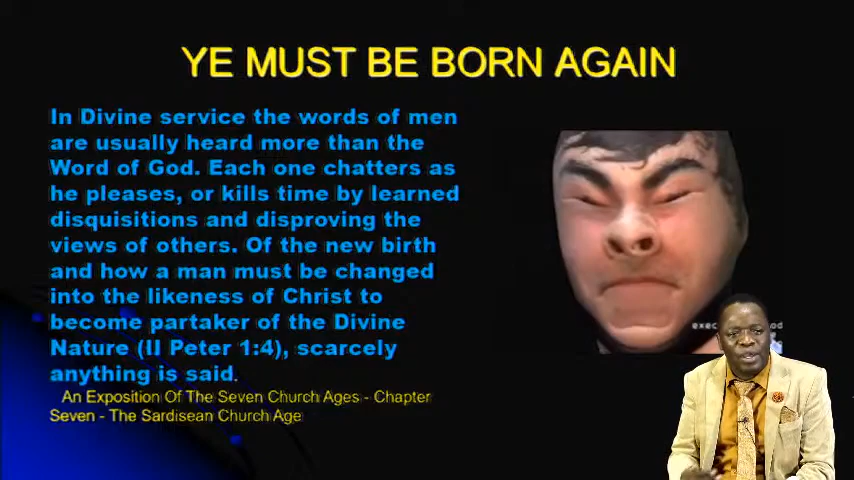 YE MUST BE BORN AGAIN
In Divine service the words of men
are usually heard more than the
Word of God. Each one chatters as
he pleases, or kills time by learned
disquisitions and disproving the
views of others. Of the new birth
and how a man must be changed
into the likeness of Christ to
become partaker of the Divine
Nature (II Peter 1:4), scarcely
anything is said.
An Exposition Of The Seven Church Ages - Chapter
Seven - The Sardisean Church Age